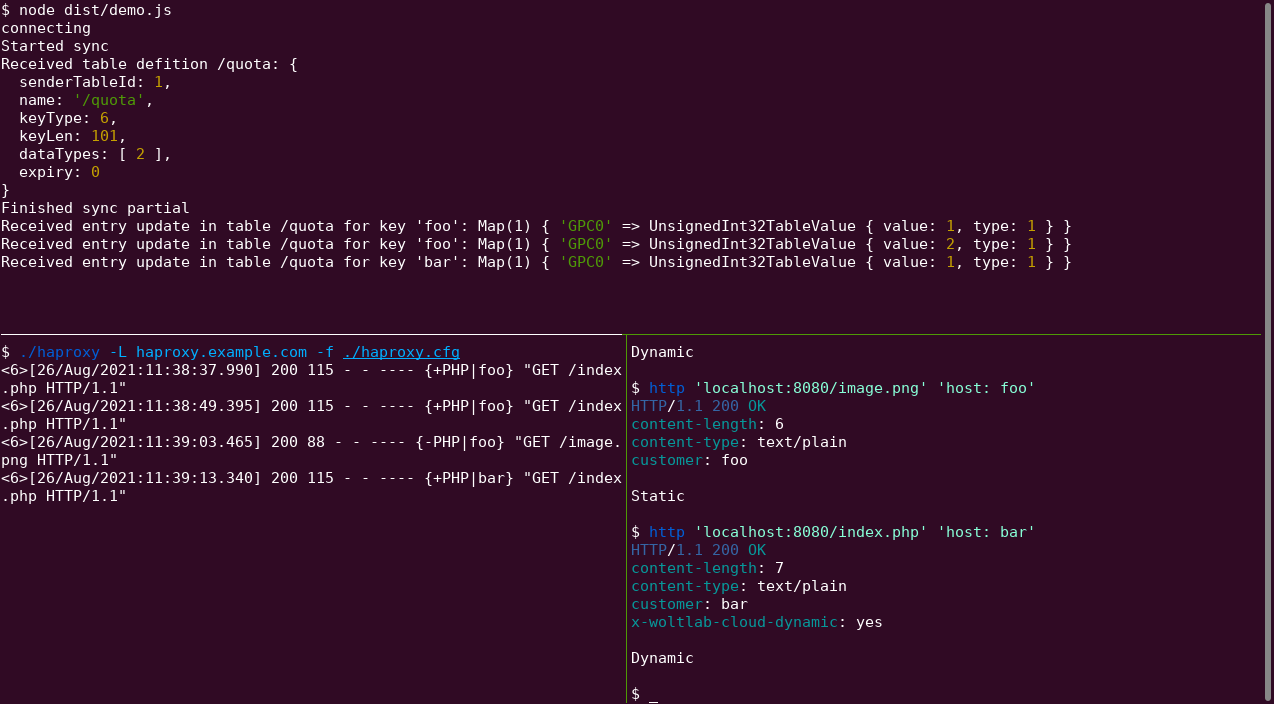 $ node dist/demo.js
connecting
Started sync
Received table defition /quota: {
  senderTableId: 1,
  name: '/quota',
  keyType: 6,
  keyLen: 101,
  dataTypes: [ 2 ],
  expiry: 0
}
Finished sync partial
Received entry update in table /quota for key 'foo': Map(1) { 'GPC0' => UnsignedInt32TableValue { value: 1, type: 1 } }
Received entry update in table /quota for key 'foo': Map(1) { 'GPC0' => UnsignedInt32TableValue { value: 2, type: 1 } }
Received entry update in table /quota for key 'bar': Map(1) { 'GPC0' => UnsignedInt32TableValue { value: 1, type: 1 } }
$ ./haproxy -L haproxy.example.com -f ./haproxy.cfg
<6>[26/Aug/2021:11:38:37.990] 200 115 - - ---- {+PHP|foo} "GET /index
.php HTTP/1.1"
<6>[26/Aug/2021:11:38:49.395] 200 115 - - ---- {+PHP|foo} "GET /index
.php HTTP/1.1"
<6>[26/Aug/2021:11:39:03.465] 200 88 - - ---- {-PHP|foo} "GET /image.
png HTTP/1.1"
<6>[26/Aug/2021:11:39:13.340] 200 115 - - ---- {+PHP|bar} "GET /index
.php HTTP/1.1"
Dynamic
$ http 'localhost:8080/image.png' 'host: foo'
HTTP/1.1 200 OK
content-length: 6
content-type: text/plain
customer: foo
Static
$ http 'localhost:8080/index.php' 'host: bar'
HTTP/1.1 200 OK
content-length: 7
content-type: text/plain
customer: bar
x-woltlab-cloud-dynamic: yes
Dynamic
$ _